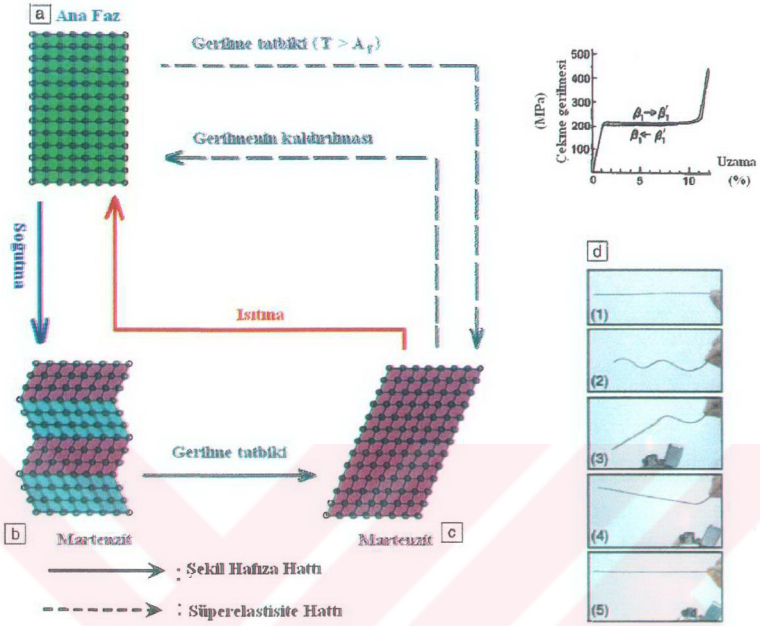 a Ana Faz
Gerilme tatbiki (T > A_f)
Gerilmenin kaldırılması
Soğutma
Isıtma
Gerilme tatbiki
b Martenzit
Martenzit c
: Şekil Hafıza Hattı
: Süperelastisite Hattı
Çekme gerilmesi
(MPa)
500
400
300
200
100
0
5
10
β₁→β₁′
β₁←β₁′
Uzama
(%)
d
(1)
(2)
(3)
(4)
(5)